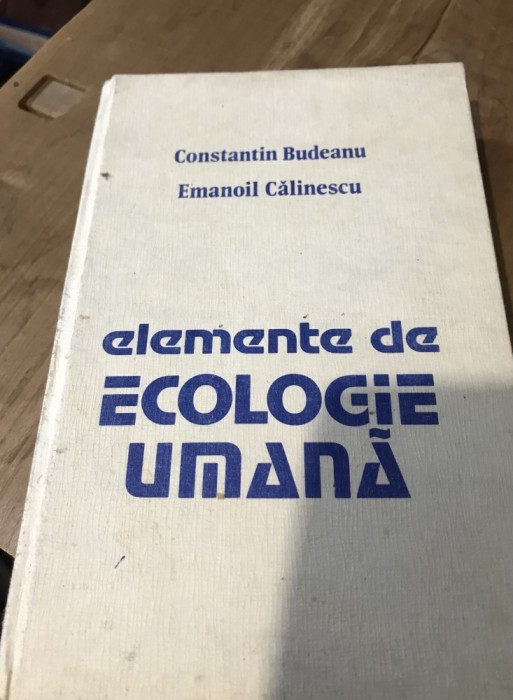 Constantin Budeanu
Emanoil Călinescu
elemente de
ECOLOGiE
UMANĂ